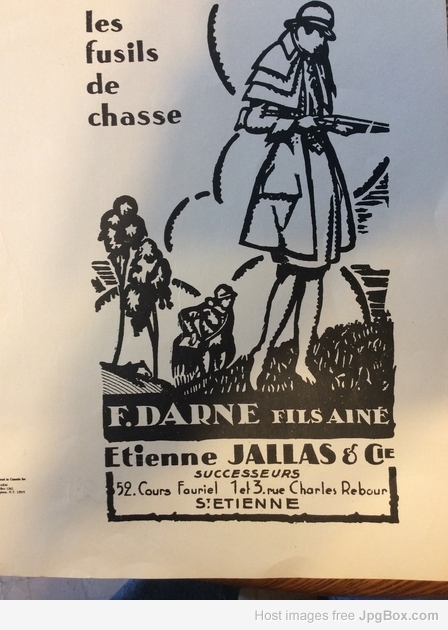 les
fusils
de
chasse
F. DARNE FILS AINÉ
Etienne JALLAS & Cie
SUCCESSEURS
52. Cours Fauriel 1 et 3. rue Charles Rebour
St ETIENNE
Host images free JpgBox.com